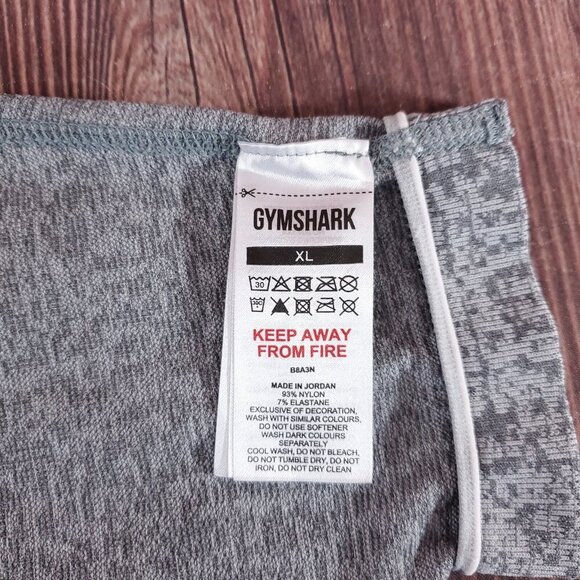 GYMSHARK
XL
30
KEEP AWAY
FROM FIRE
B8A3N
MADE IN JORDAN
93% NYLON
7% ELASTANE
EXCLUSIVE OF DECORATION,
WASH WITH SIMILAR COLOURS,
DO NOT USE SOFTENER
WASH DARK COLOURS
SEPARATELY
COOL WASH, DO NOT BLEACH,
DO NOT TUMBLE DRY, DO NOT
IRON, DO NOT DRY CLEAN